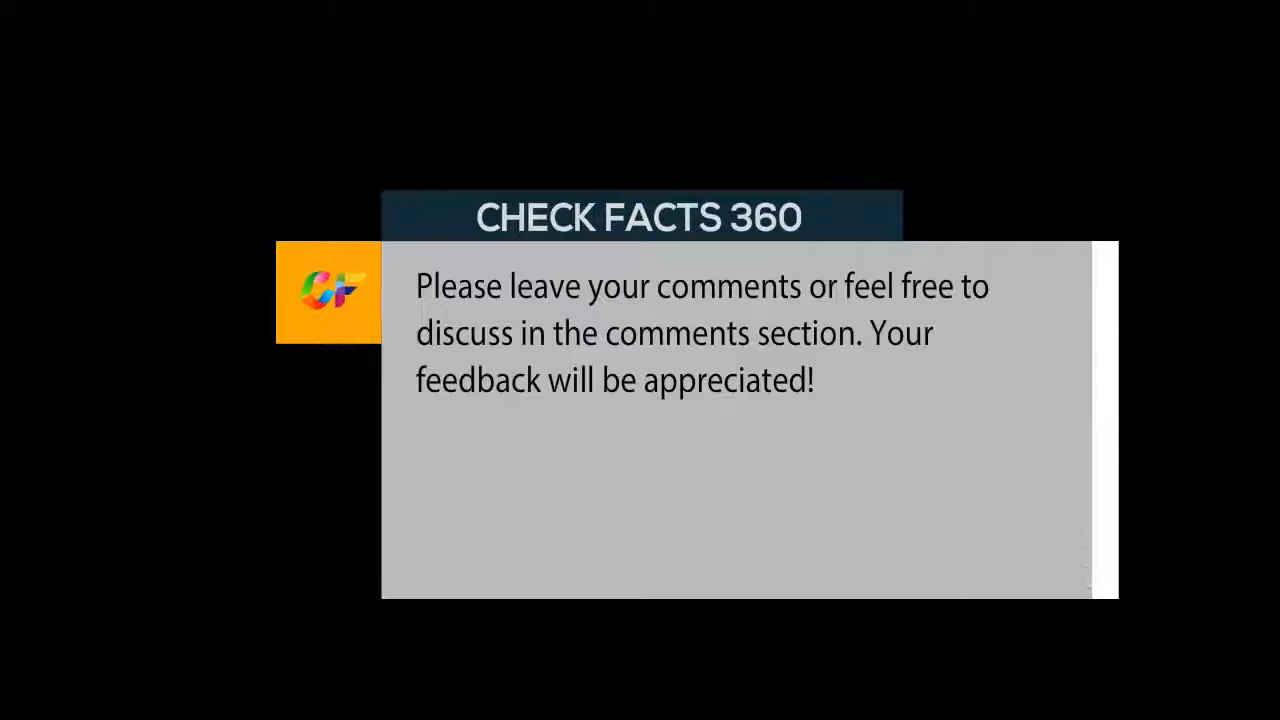 CHECK FACTS 360
CF
Please leave your comments or feel free to
discuss in the comments section. Your
feedback will be appreciated!